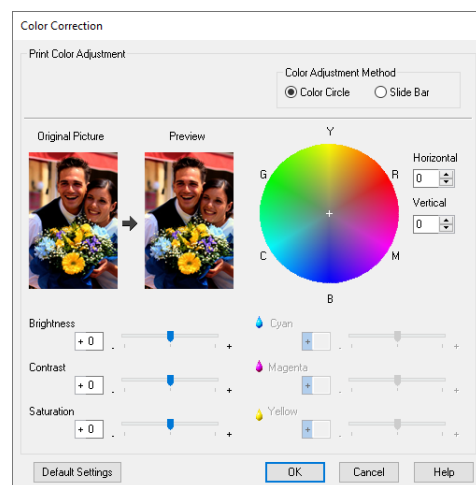 Color Correction
Print Color Adjustment
Color Adjustment Method
Color Circle
Slide Bar
Original Picture
Preview
Y
G
R
C
M
B
Horizontal
0
Vertical
0
Brightness
+ 0
- +
Contrast
+ 0
- +
Saturation
+ 0
- +
Cyan
+
- +
Magenta
+
- +
Yellow
+
- +
Default Settings
OK
Cancel
Help